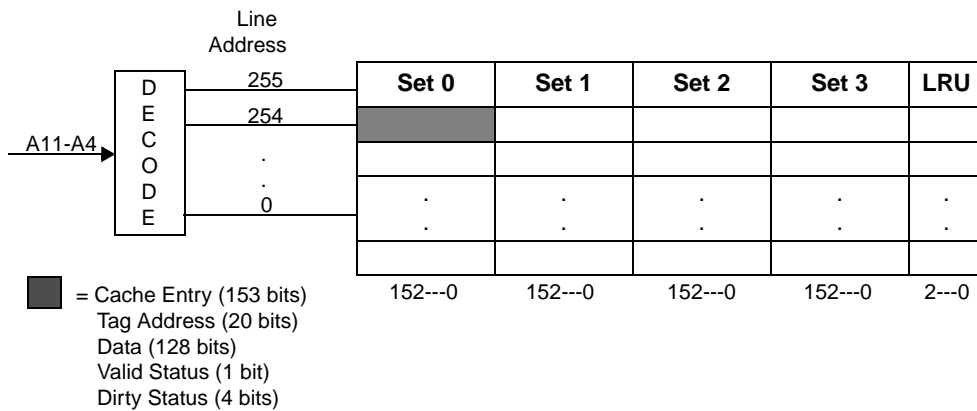 Line
Address
D
E
C
O
D
E
A11-A4
255
254
.
.
0
Set 0 Set 1 Set 2 Set 3 LRU
. . . . .
. . . . .
152---0 152---0 152---0 152---0 2---0
= Cache Entry (153 bits)
Tag Address (20 bits)
Data (128 bits)
Valid Status (1 bit)
Dirty Status (4 bits)